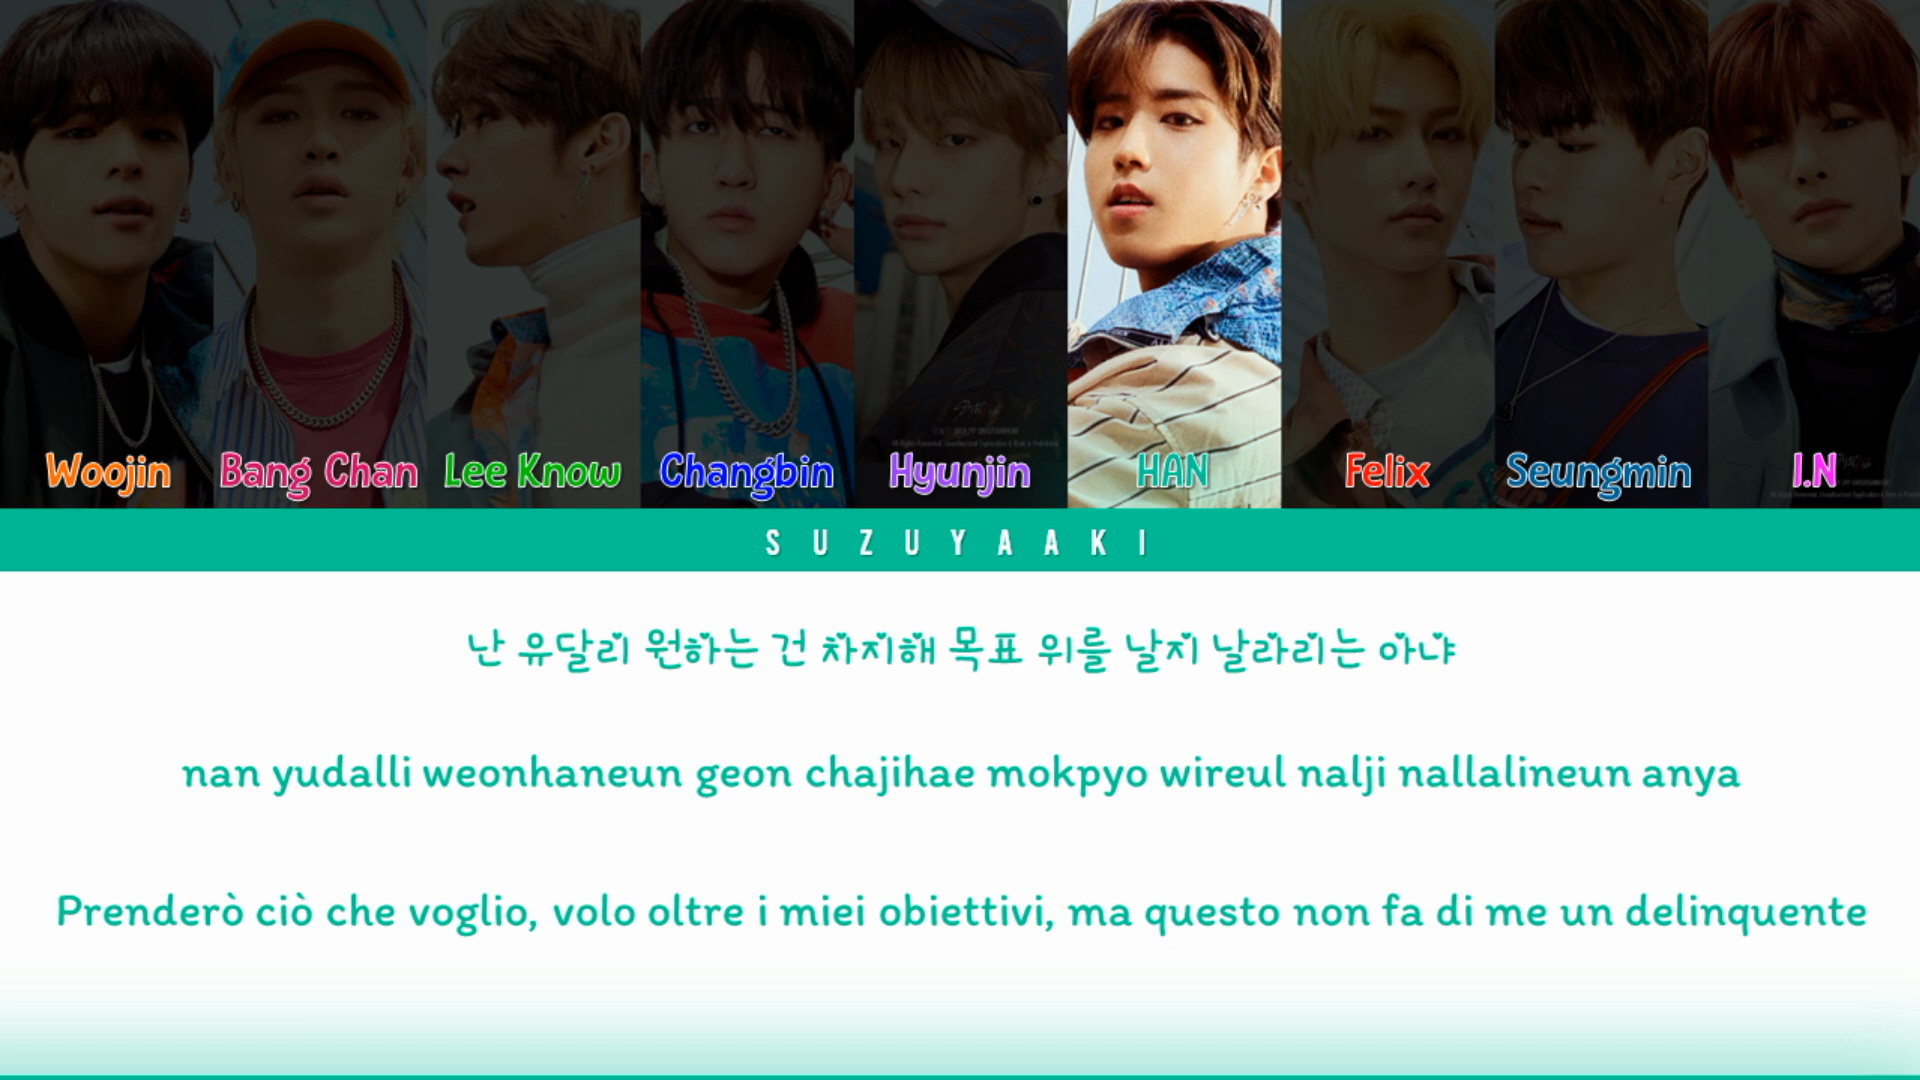 Woojin Bang Chan Lee Know Changbin Hyunjin HAN Felix Seungmin I.N
SUZUYAAKI
난 유달리 원하는 건 차지해 목표 위를 날지 날라리는 아냐
nan yudalli weonhaneun geon chajihae mokpyo wireul nalji nallalineun anya
Prenderò ciò che voglio, volo oltre i miei obiettivi, ma questo non fa di me un delinquente